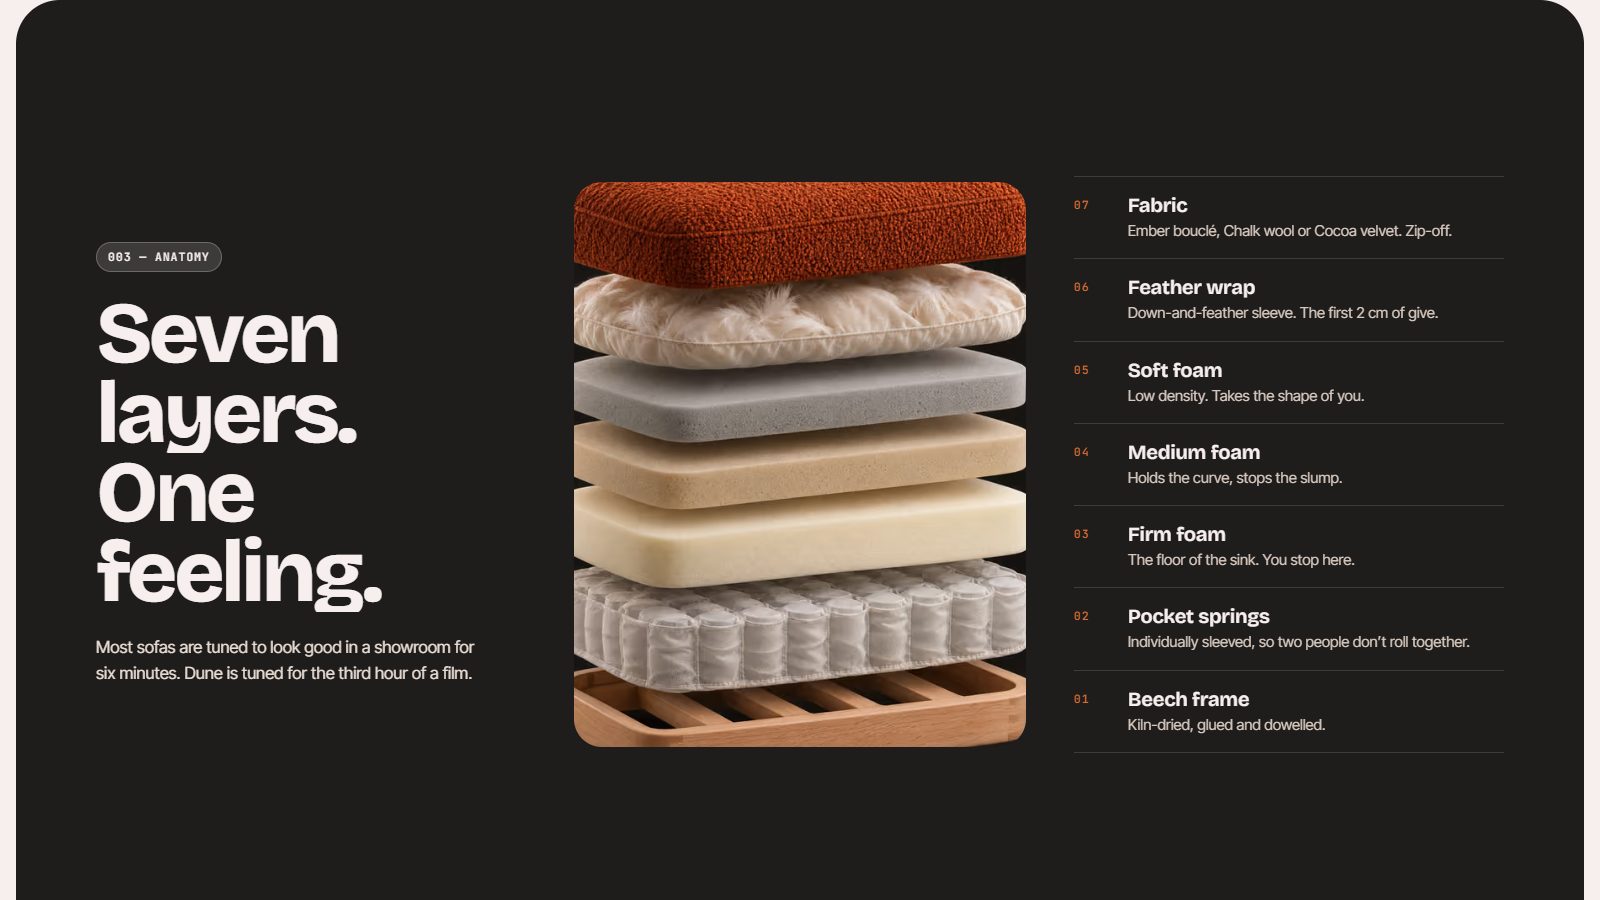 003 — ANATOMY
Seven
layers.
One
feeling.
Most sofas are tuned to look good in a showroom for
six minutes. Dune is tuned for the third hour of a film.
07 Fabric
Ember bouclé, Chalk wool or Cocoa velvet. Zip-off.
06 Feather wrap
Down-and-feather sleeve. The first 2 cm of give.
05 Soft foam
Low density. Takes the shape of you.
04 Medium foam
Holds the curve, stops the slump.
03 Firm foam
The floor of the sink. You stop here.
02 Pocket springs
Individually sleeved, so two people don’t roll together.
01 Beech frame
Kiln-dried, glued and dowelled.